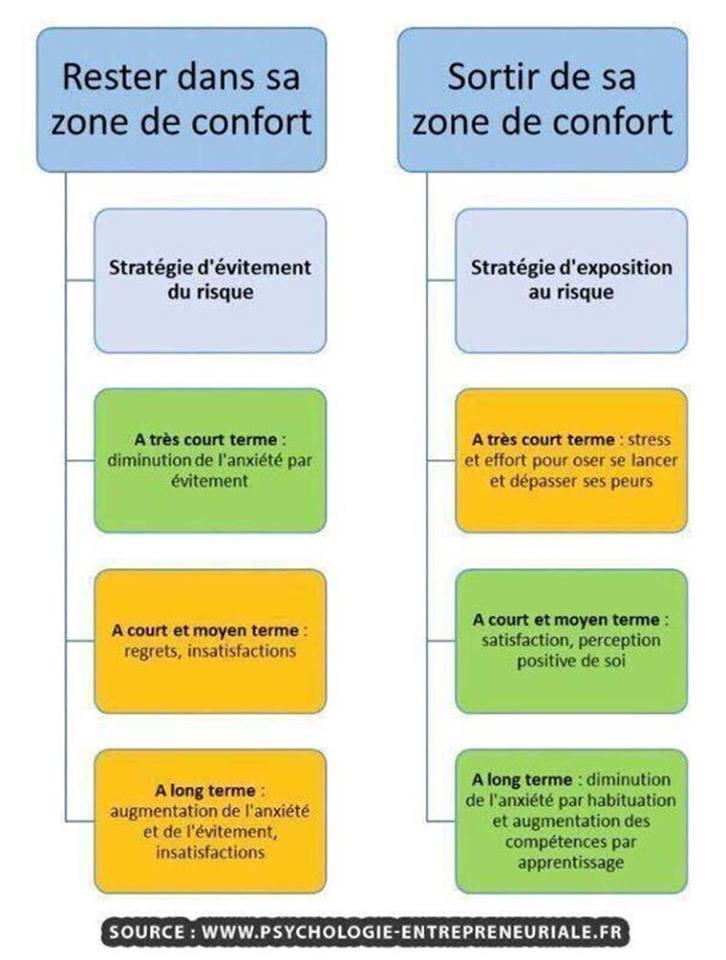 Rester dans sa
zone de confort
Stratégie d'évitement
du risque
A très court terme :
diminution de l'anxiété par
évitement
A court et moyen terme :
regrets, insatisfactions
A long terme :
augmentation de l'anxiété
et de l'évitement,
insatisfactions
Sortir de sa
zone de confort
Stratégie d'exposition
au risque
A très court terme : stress
et effort pour oser se lancer
et dépasser ses peurs
A court et moyen terme :
satisfaction, perception
positive de soi
A long terme : diminution
de l'anxiété par habituation
et augmentation des
compétences par
apprentissage
SOURCE : WWW.PSYCHOLOGIE-ENTREPRENEURIALE.FR